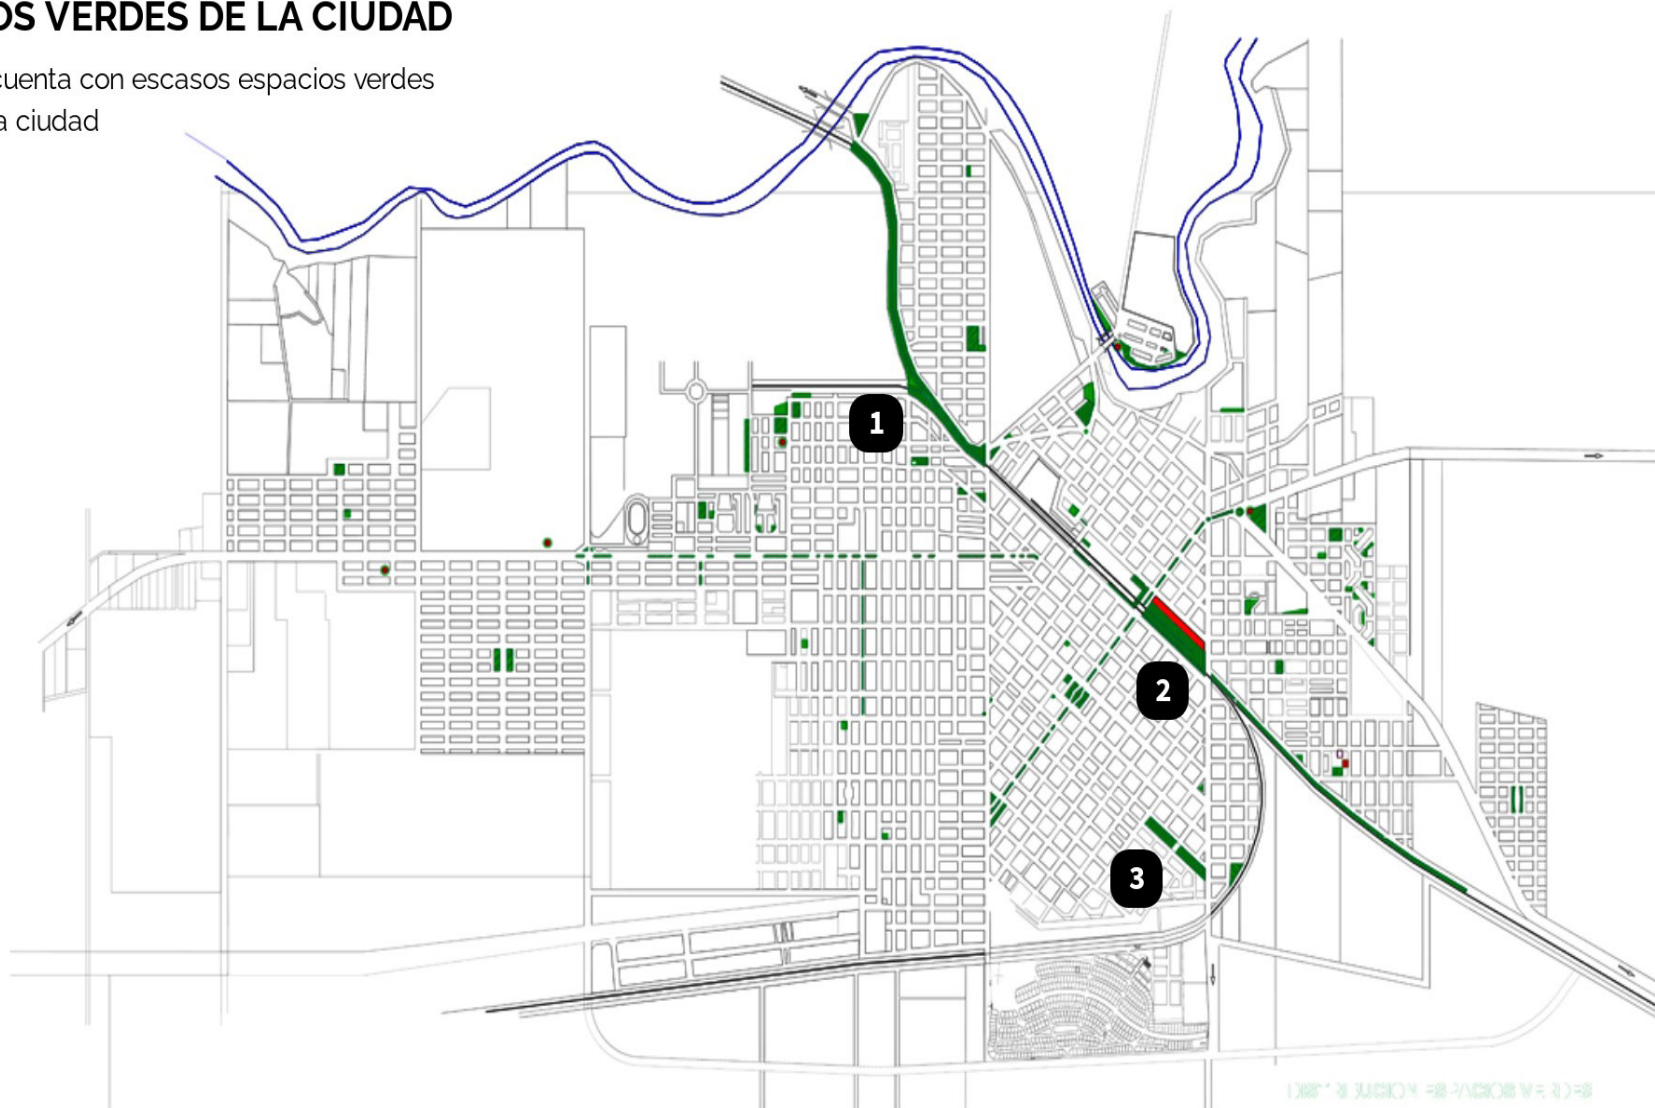 OS VERDES DE LA CIUDAD
cuenta con escasos espacios verdes
a ciudad
1
2
3